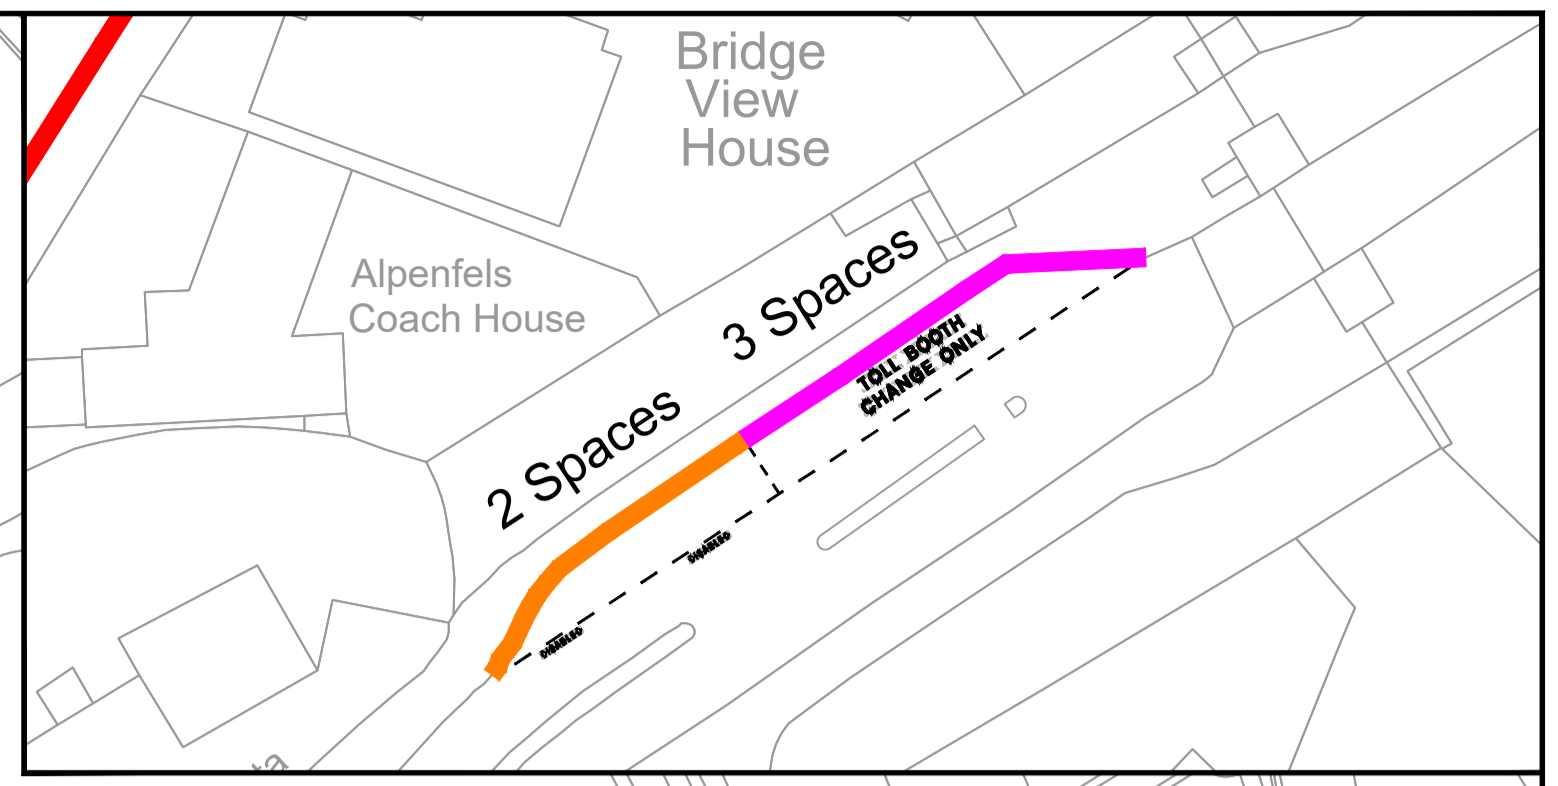 Bridge
View
House
Alpenfels
Coach House
3 Spaces
TOLL BOOTH
CHANGE ONLY
2 Spaces
DISABLED
DISABLED